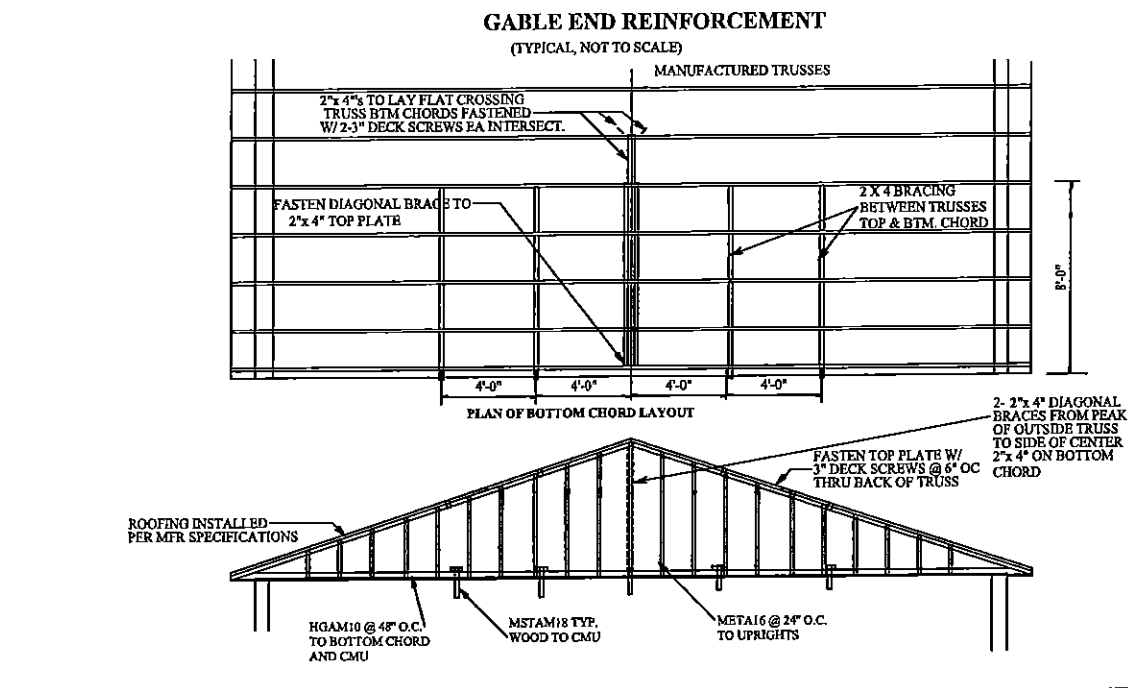 GABLE END REINFORCEMENT
(TYPICAL, NOT TO SCALE)
MANUFACTURED TRUSSES
2"x 4"'s TO LAY FLAT CROSSING
TRUSS BTM CHORDS FASTENED
W/ 2-3" DECK SCREWS EA INTERSECT.
FASTEN DIAGONAL BRACE TO
2"x 4" TOP PLATE
2 X 4 BRACING
BETWEEN TRUSSES
TOP & BTM. CHORD
8'-0"
4'-0"
4'-0"
4'-0"
4'-0"
PLAN OF BOTTOM CHORD LAYOUT
2- 2"x 4" DIAGONAL
BRACES FROM PEAK
OF OUTSIDE TRUSS
TO SIDE OF CENTER
2"x 4" ON BOTTOM
CHORD
FASTEN TOP PLATE W/
3" DECK SCREWS @ 6" OC
THRU BACK OF TRUSS
ROOFING INSTALLED
PER MFR SPECIFICATIONS
HGAM10 @ 48" O.C.
TO BOTTOM CHORD
AND CMU
MSTAM18 TYP.
WOOD TO CMU
META16 @ 24" O.C.
TO UPRIGHTS